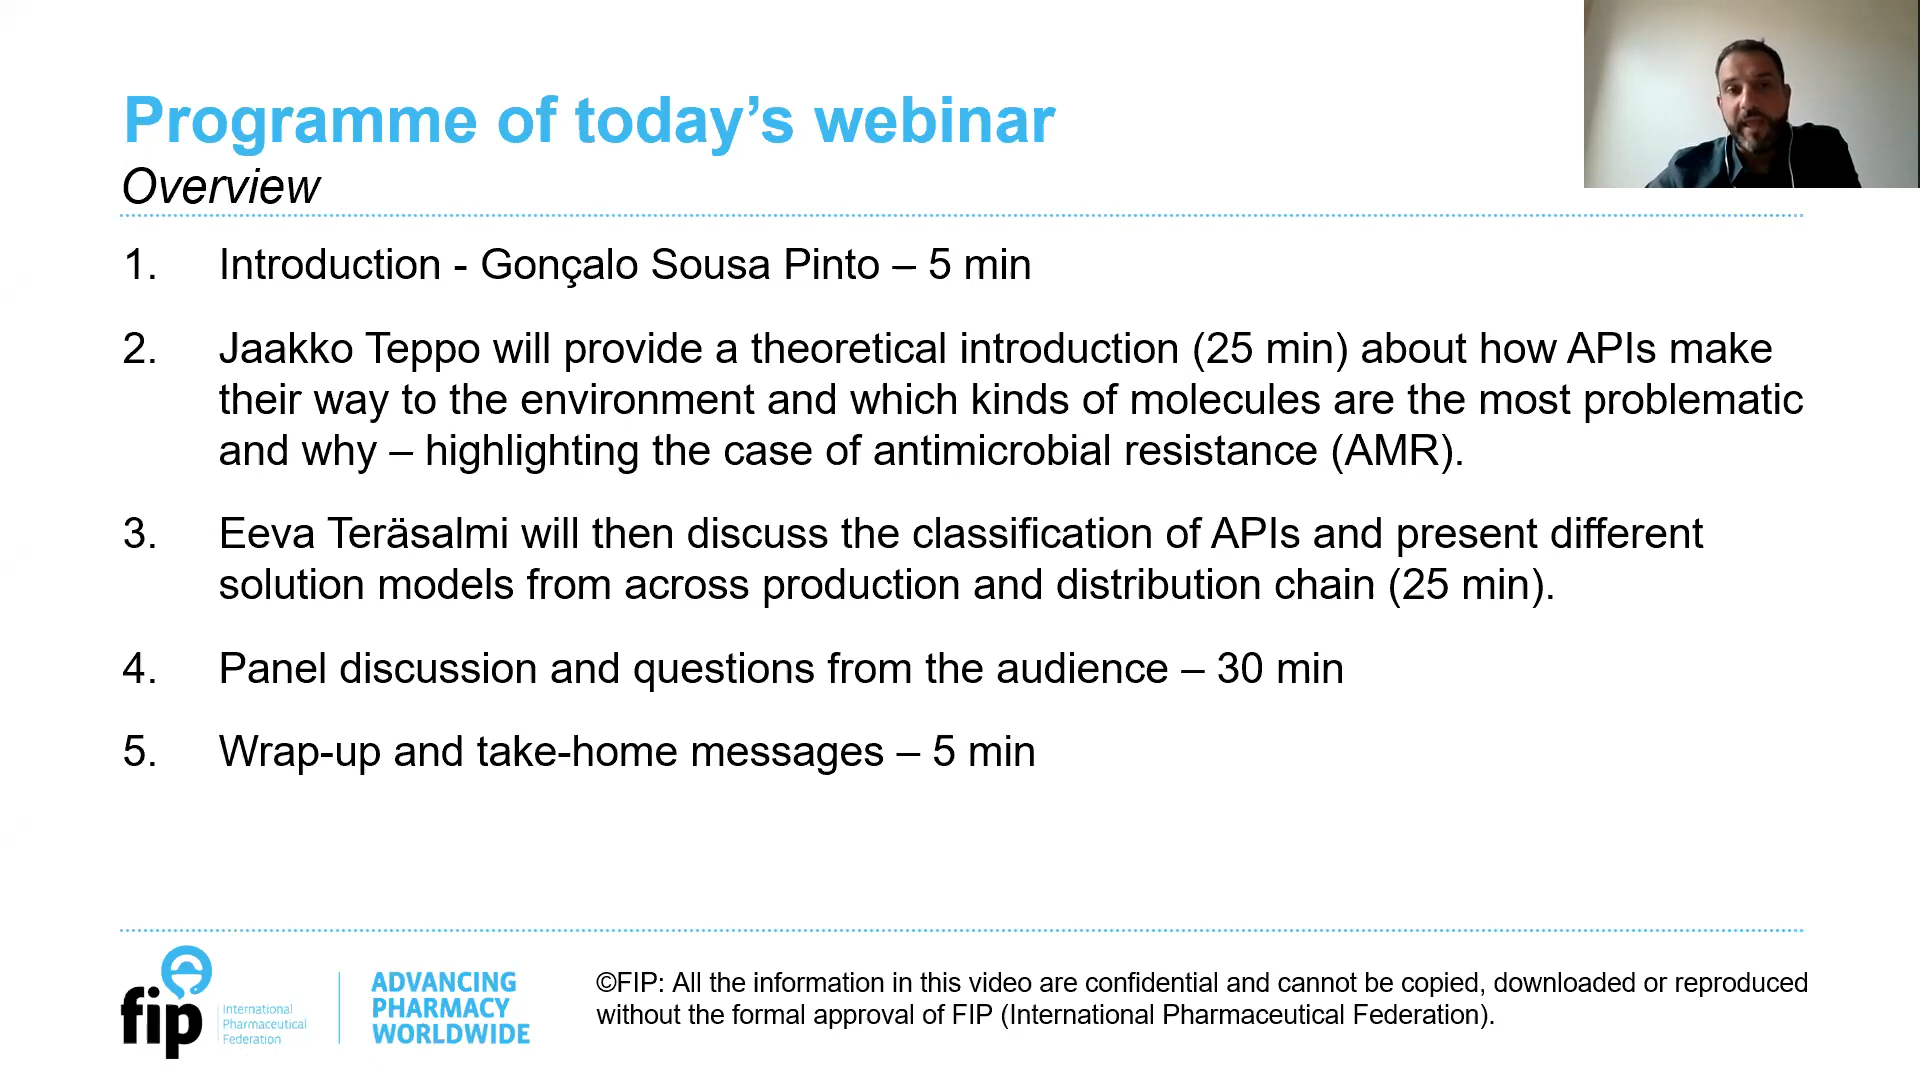 Programme of today’s webinar
Overview
1. Introduction - Gonçalo Sousa Pinto – 5 min
2. Jaakko Teppo will provide a theoretical introduction (25 min) about how APIs make
their way to the environment and which kinds of molecules are the most problematic
and why – highlighting the case of antimicrobial resistance (AMR).
3. Eeva Teräsalmi will then discuss the classification of APIs and present different
solution models from across production and distribution chain (25 min).
4. Panel discussion and questions from the audience – 30 min
5. Wrap-up and take-home messages – 5 min
fip
International
Pharmaceutical
Federation
ADVANCING
PHARMACY
WORLDWIDE
©FIP: All the information in this video are confidential and cannot be copied, downloaded or reproduced
without the formal approval of FIP (International Pharmaceutical Federation).